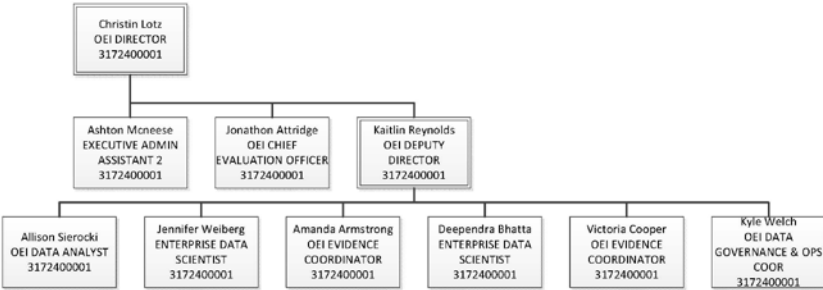 Christin Lotz
OEI DIRECTOR
3172400001
Ashton Mcneese
EXECUTIVE ADMIN
ASSISTANT 2
3172400001
Jonathon Attridge
OEI CHIEF
EVALUATION OFFICER
3172400001
Kaitlin Reynolds
OEI DEPUTY
DIRECTOR
3172400001
Allison Sierocki
OEI DATA ANALYST
3172400001
Jennifer Weiberg
ENTERPRISE DATA
SCIENTIST
3172400001
Amanda Armstrong
OEI EVIDENCE
COORDINATOR
3172400001
Deependra Bhatta
ENTERPRISE DATA
SCIENTIST
3172400001
Victoria Cooper
OEI EVIDENCE
COORDINATOR
3172400001
Kyle Welch
OEI DATA
GOVERNANCE & OPS
COOR
3172400001